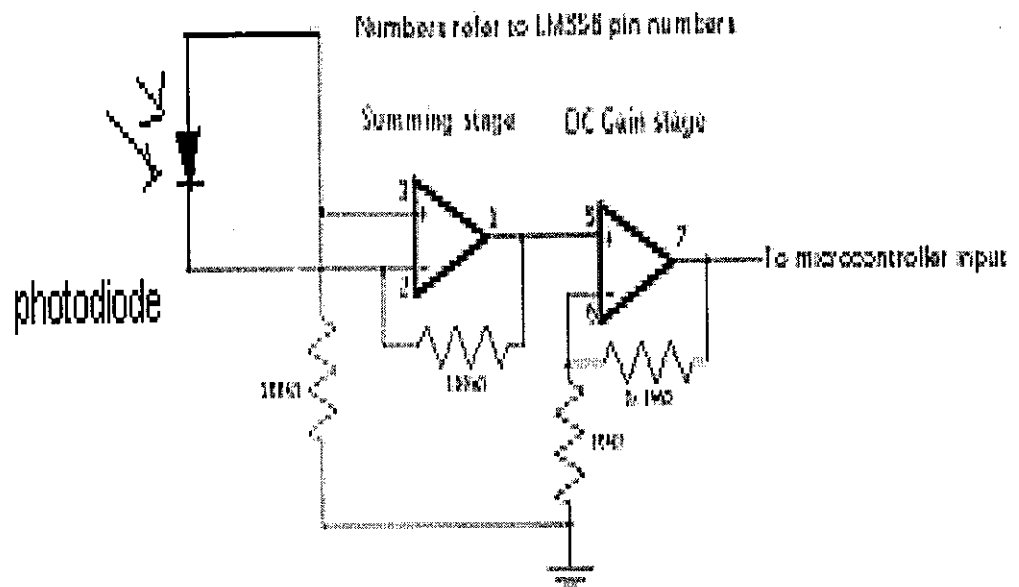 Numbers refer to LM358 pin numbers
Summing stage
DC Gain stage
3
1
2
5
7
6
To microcontroller input
photodiode